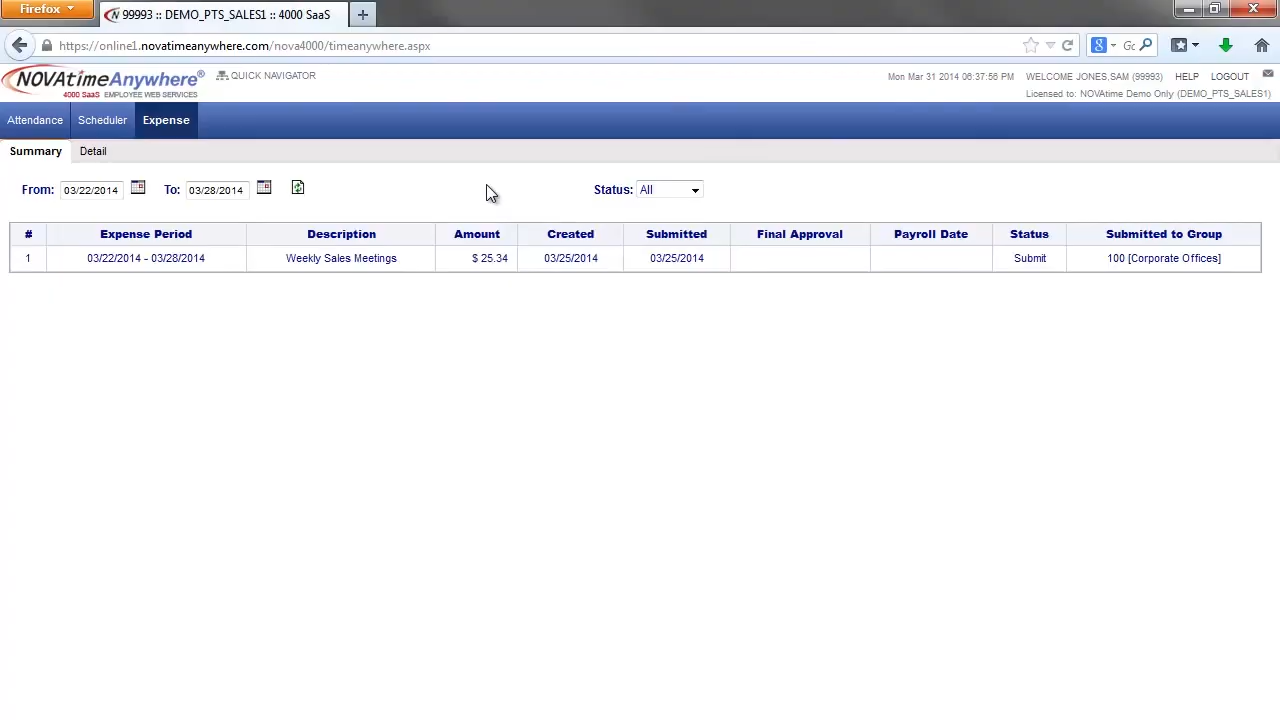 Firefox
99993 :: DEMO_PTS_SALES1 :: 4000 SaaS
https://online1.novatimeanywhere.com/nova4000/timeanywhere.aspx
NOVAtimeAnywhere®
4000 SaaS EMPLOYEE WEB SERVICES
QUICK NAVIGATOR
Mon Mar 31 2014 06:37:56 PM WELCOME JONES,SAM (99993) HELP LOGOUT
Licensed to: NOVAtime Demo Only (DEMO_PTS_SALES1)
Attendance Scheduler Expense
Summary Detail
From: 03/22/2014 To: 03/28/2014 Status: All
# Expense Period Description Amount Created Submitted Final Approval Payroll Date Status Submitted to Group
1 03/22/2014 - 03/28/2014 Weekly Sales Meetings $ 25.34 03/25/2014 03/25/2014 Submit 100 [Corporate Offices]